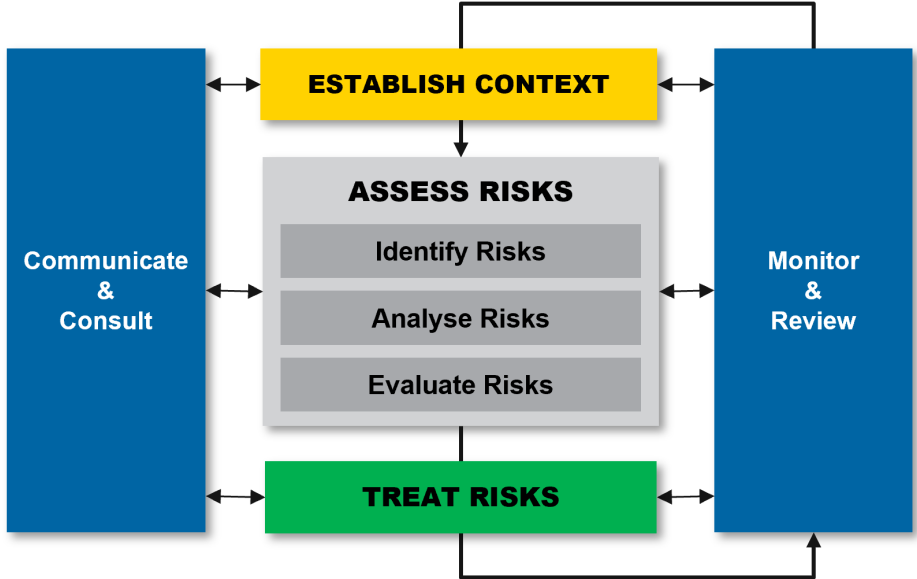 ESTABLISH CONTEXT
ASSESS RISKS
Identify Risks
Analyse Risks
Evaluate Risks
TREAT RISKS
Communicate
&
Consult
Monitor
&
Review